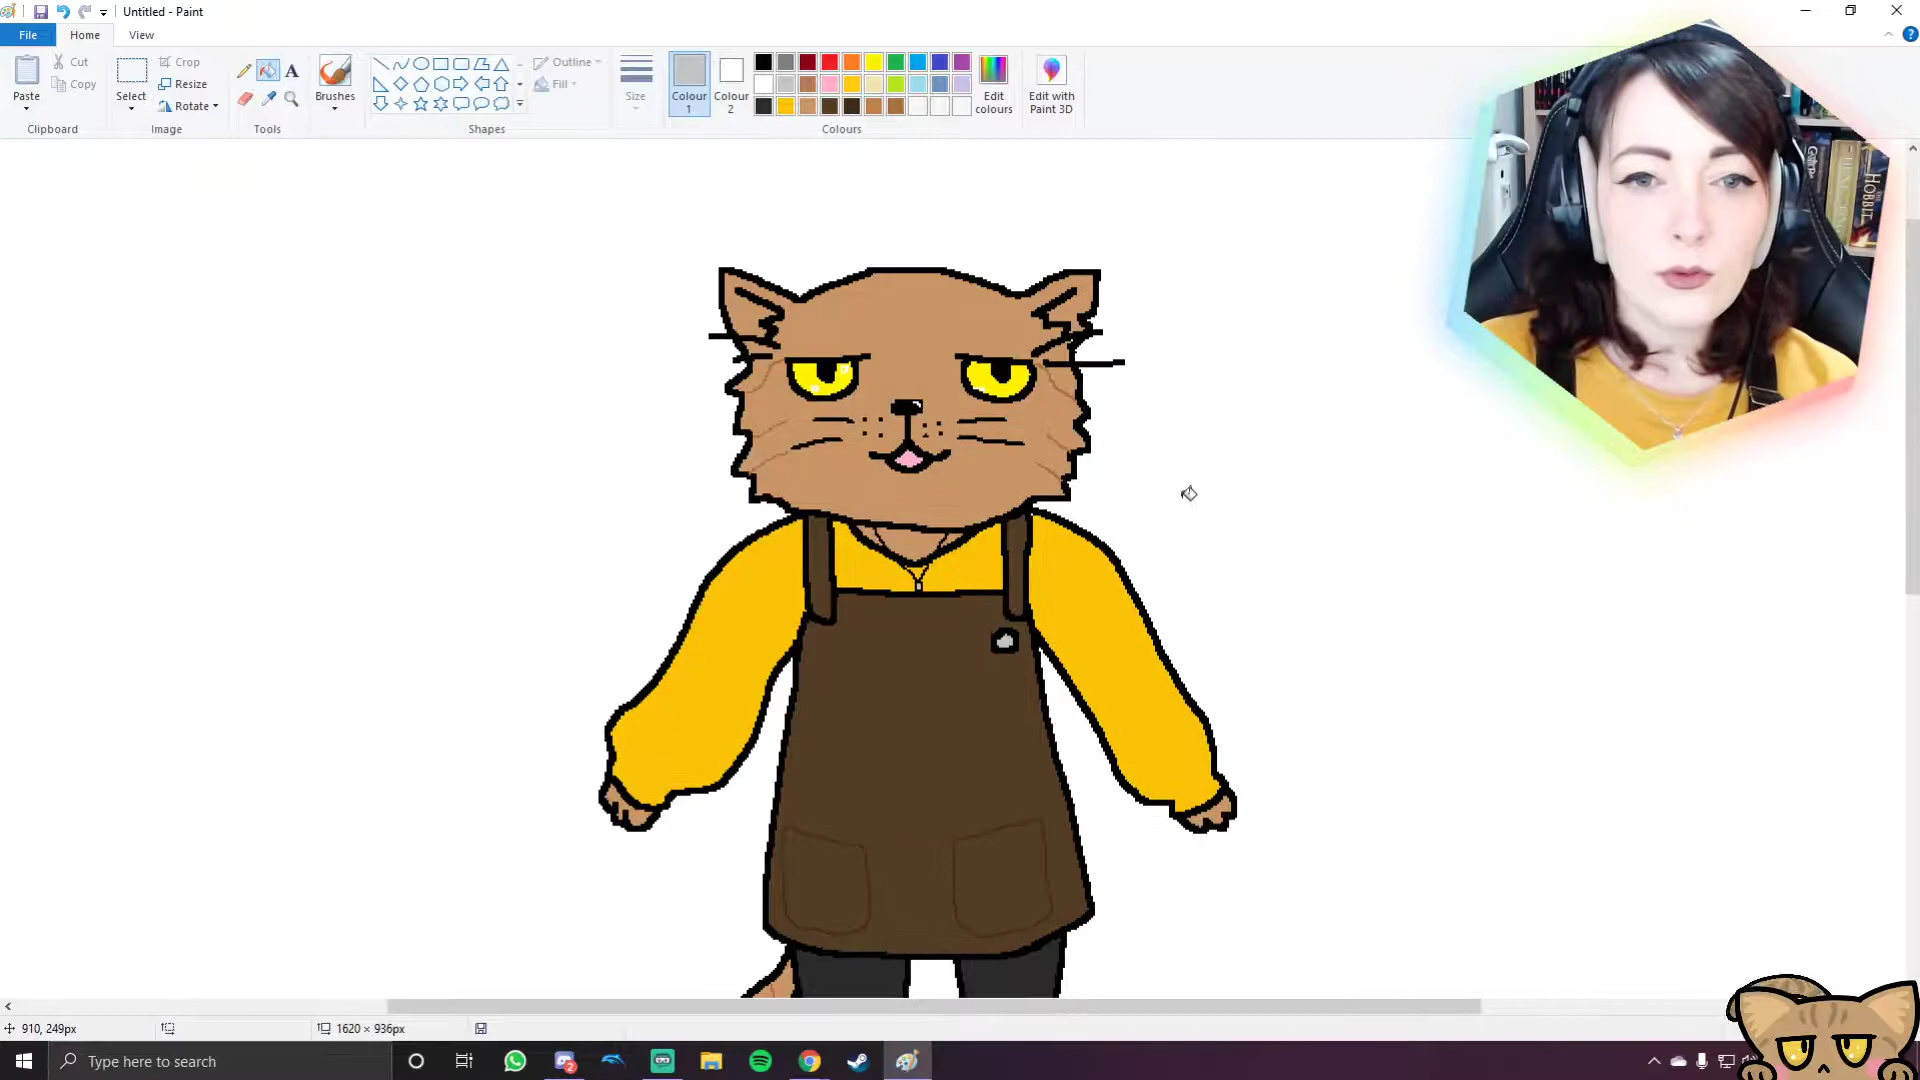 Untitled - Paint
File Home View
Paste
Cut
Copy
Clipboard
Select
Crop
Resize
Rotate
Image
A
Tools
Brushes
Outline
Fill
Shapes
Size
Colour 1
Colour 2
Edit colours
Edit with Paint 3D
Colours
HOBBIT
910, 249px
1620 × 936px
Type here to search
2